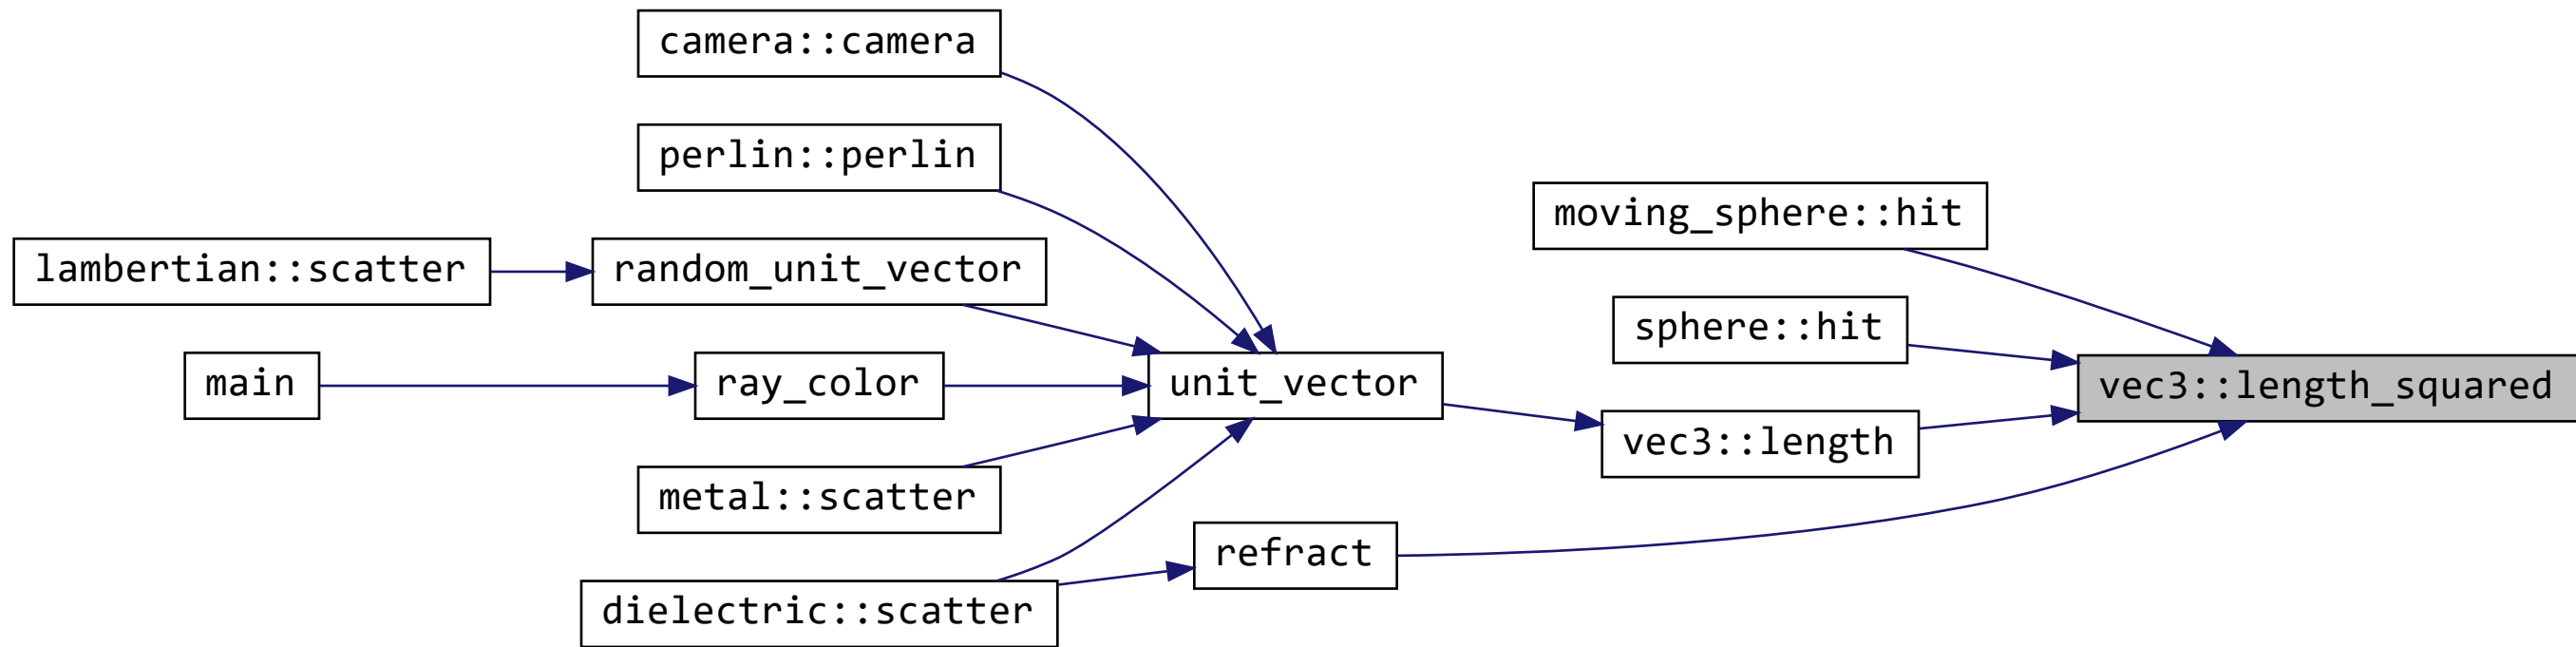 camera::camera
perlin::perlin
moving_sphere::hit
lambertian::scatter
random_unit_vector
sphere::hit
main
ray_color
unit_vector
vec3::length_squared
vec3::length
metal::scatter
refract
dielectric::scatter